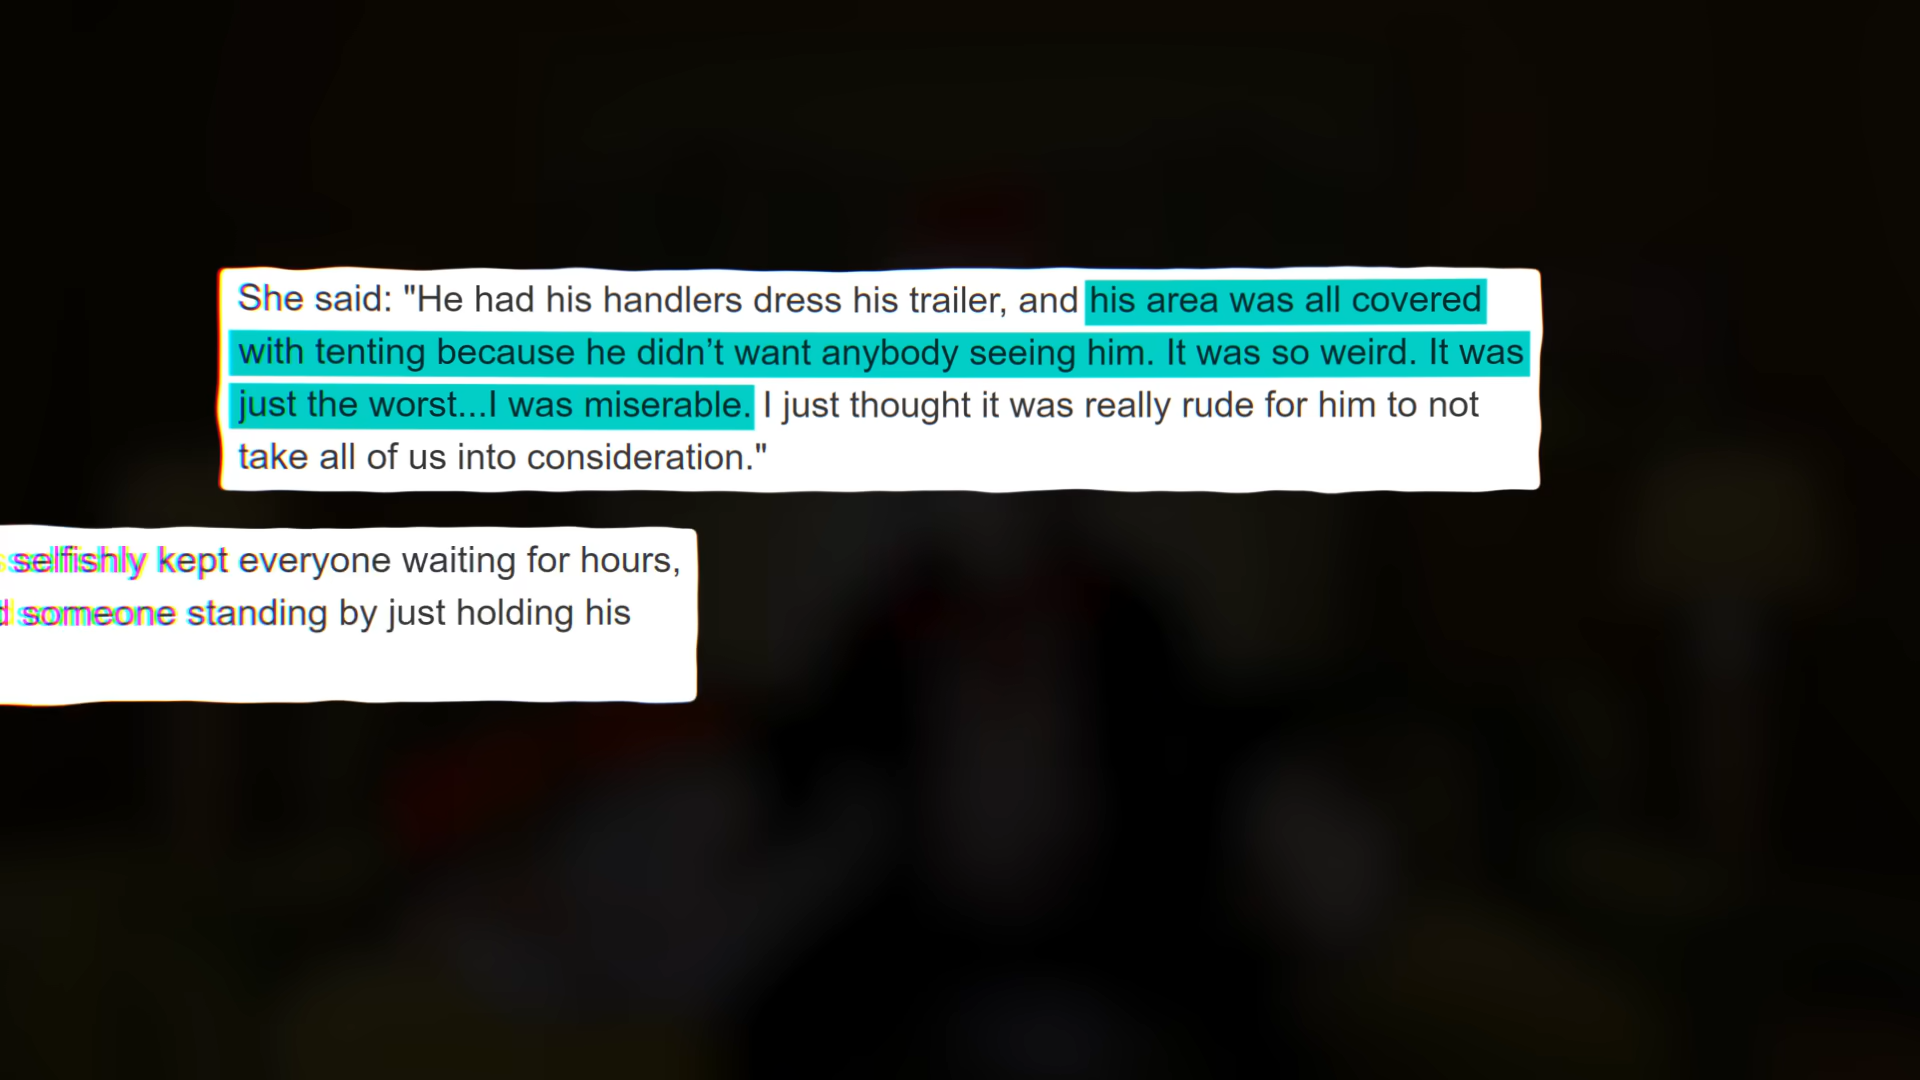 She said: "He had his handlers dress his trailer, and his area was all covered
with tenting because he didn’t want anybody seeing him. It was so weird. It was
just the worst...I was miserable. I just thought it was really rude for him to not
take all of us into consideration."
selfishly kept everyone waiting for hours,
someone standing by just holding his